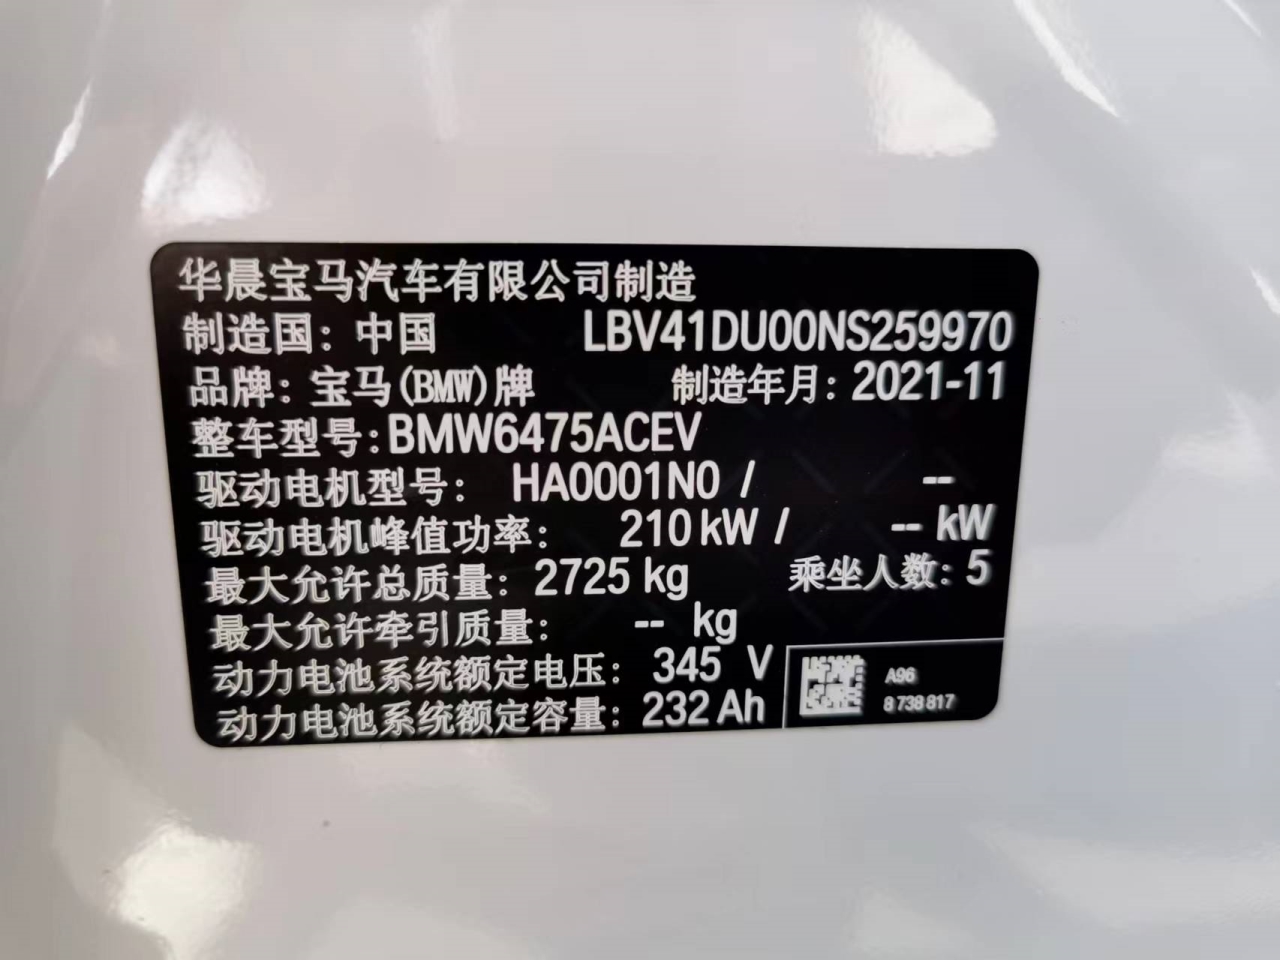 华晨宝马汽车有限公司制造
制造国：中国 LBV41DU00NS259970
品牌：宝马(BMW)牌 制造年月：2021-11
整车型号:BMW6475ACEV
驱动电机型号： HA0001N0 / --
驱动电机峰值功率： 210 kW / -- kW
最大允许总质量：2725 kg 乘坐人数：5
最大允许牵引质量： -- kg
动力电池系统额定电压：345 V
动力电池系统额定容量：232 Ah
A96
8 738 817